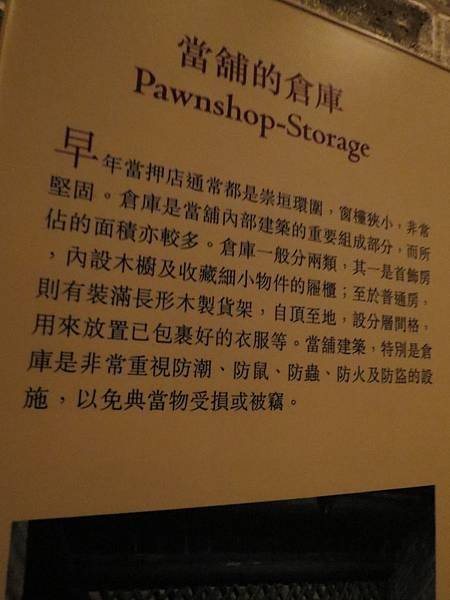 當舖的倉庫
Pawnshop-Storage
早年當押店通常都是崇垣環圍，窗欞狹小，非常
堅固。倉庫是當舖內部建築的重要組成部分，而所
佔的面積亦較多。倉庫一般分兩類，其一是首飾房
，內設木櫥及收藏細小物件的屜櫃；至於普通房，
則有裝滿長形木製貨架，自頂至地，設分層間格，
用來放置已包裹好的衣服等。當舖建築，特別是倉
庫是非常重視防潮、防鼠、防蟲、防火及防盜的設
施，以免典當物受損或被竊。